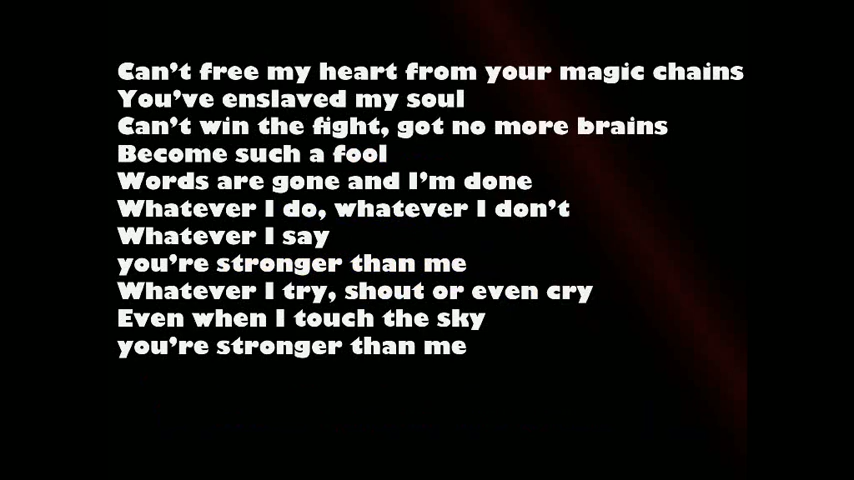 Can't free my heart from your magic chains
You've enslaved my soul
Can't win the fight, got no more brains
Become such a fool
Words are gone and I'm done
Whatever I do, whatever I don't
Whatever I say
you're stronger than me
Whatever I try, shout or even cry
Even when I touch the sky
you're stronger than me